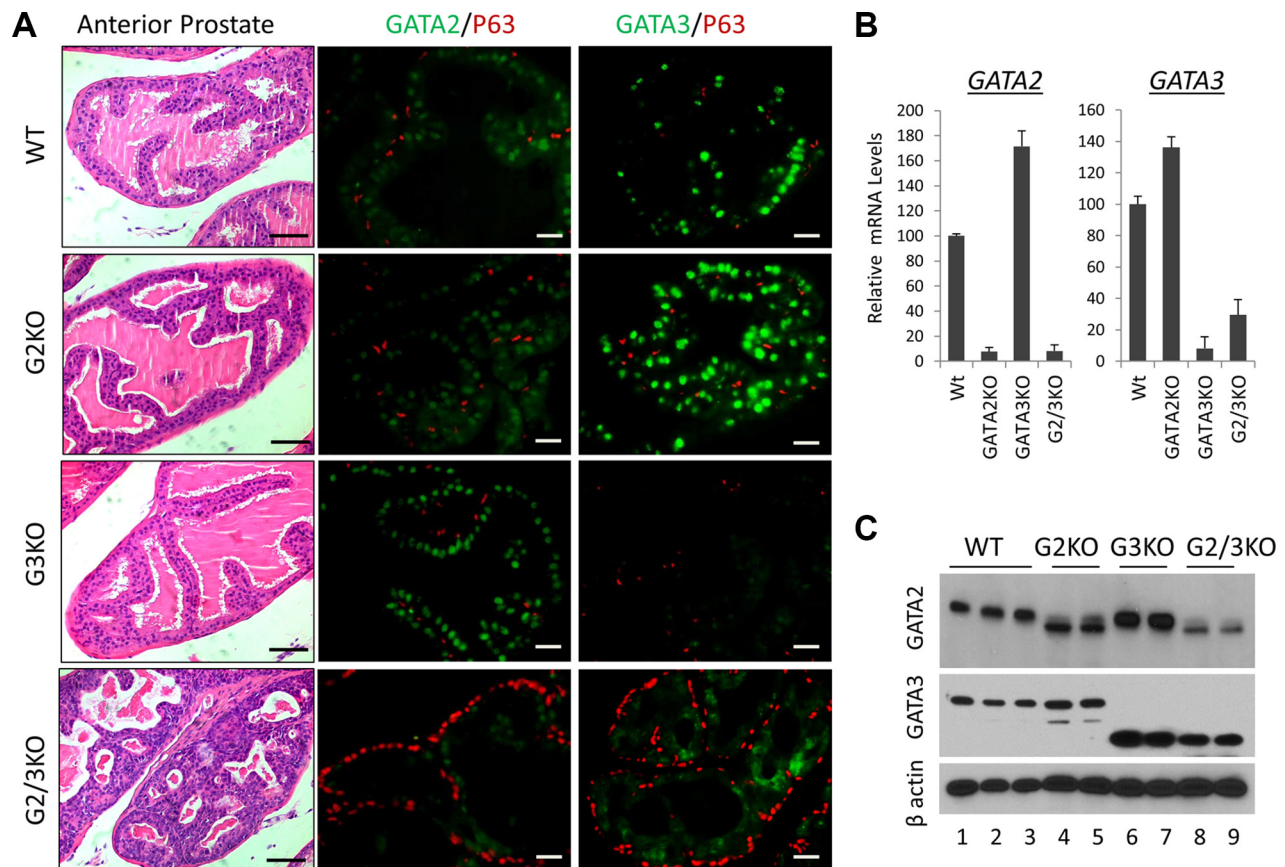 A
Anterior Prostate
GATA2/P63
GATA3/P63
WT
G2KO
G3KO
G2/3KO
B
GATA2
GATA3
Relative mRNA Levels
200
180
160
140
120
100
80
60
40
20
0
Wt
GATA2KO
GATA3KO
G2/3KO
160
140
120
100
80
60
40
20
0
Wt
GATA2KO
GATA3KO
G2/3KO
C
WT G2KO G3KO G2/3KO
GATA2
GATA3
β actin
1 2 3 4 5 6 7 8 9